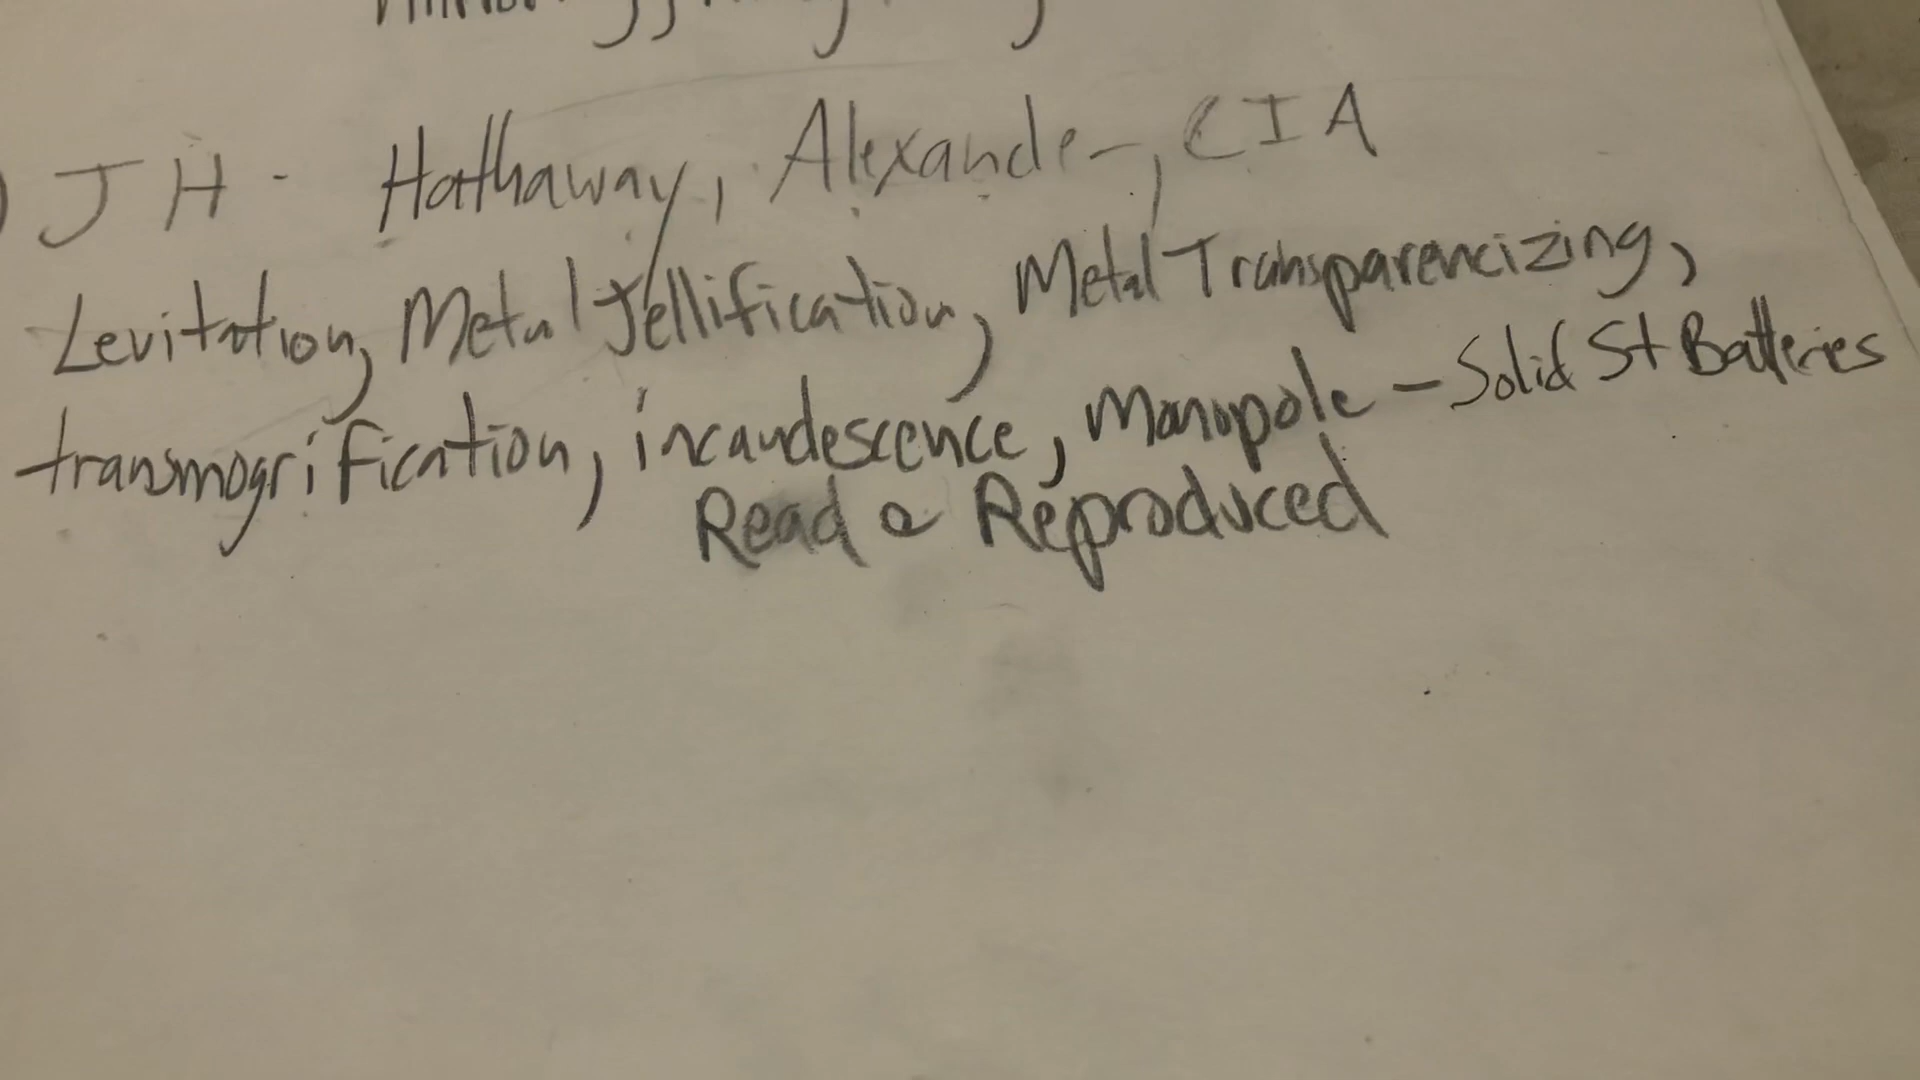 JH - Hathaway, Alexander, CIA
Levitation, Metal Jellification, Metal Transparencizing,
transmogrification, incandescence, Monopole - Solid St Batteries
Read & Reproduced